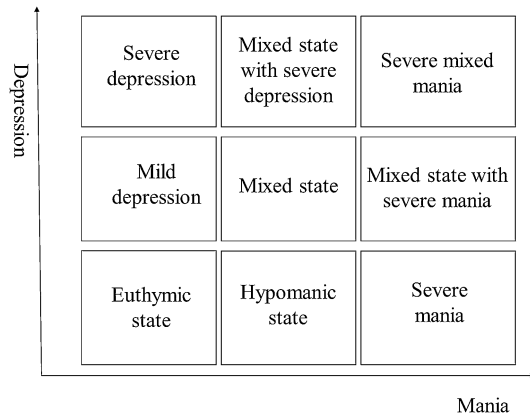 Depression
Severe
depression
Mixed state
with severe
depression
Severe mixed
mania
Mild
depression
Mixed state
Mixed state with
severe mania
Euthymic
state
Hypomanic
state
Severe
mania
Mania